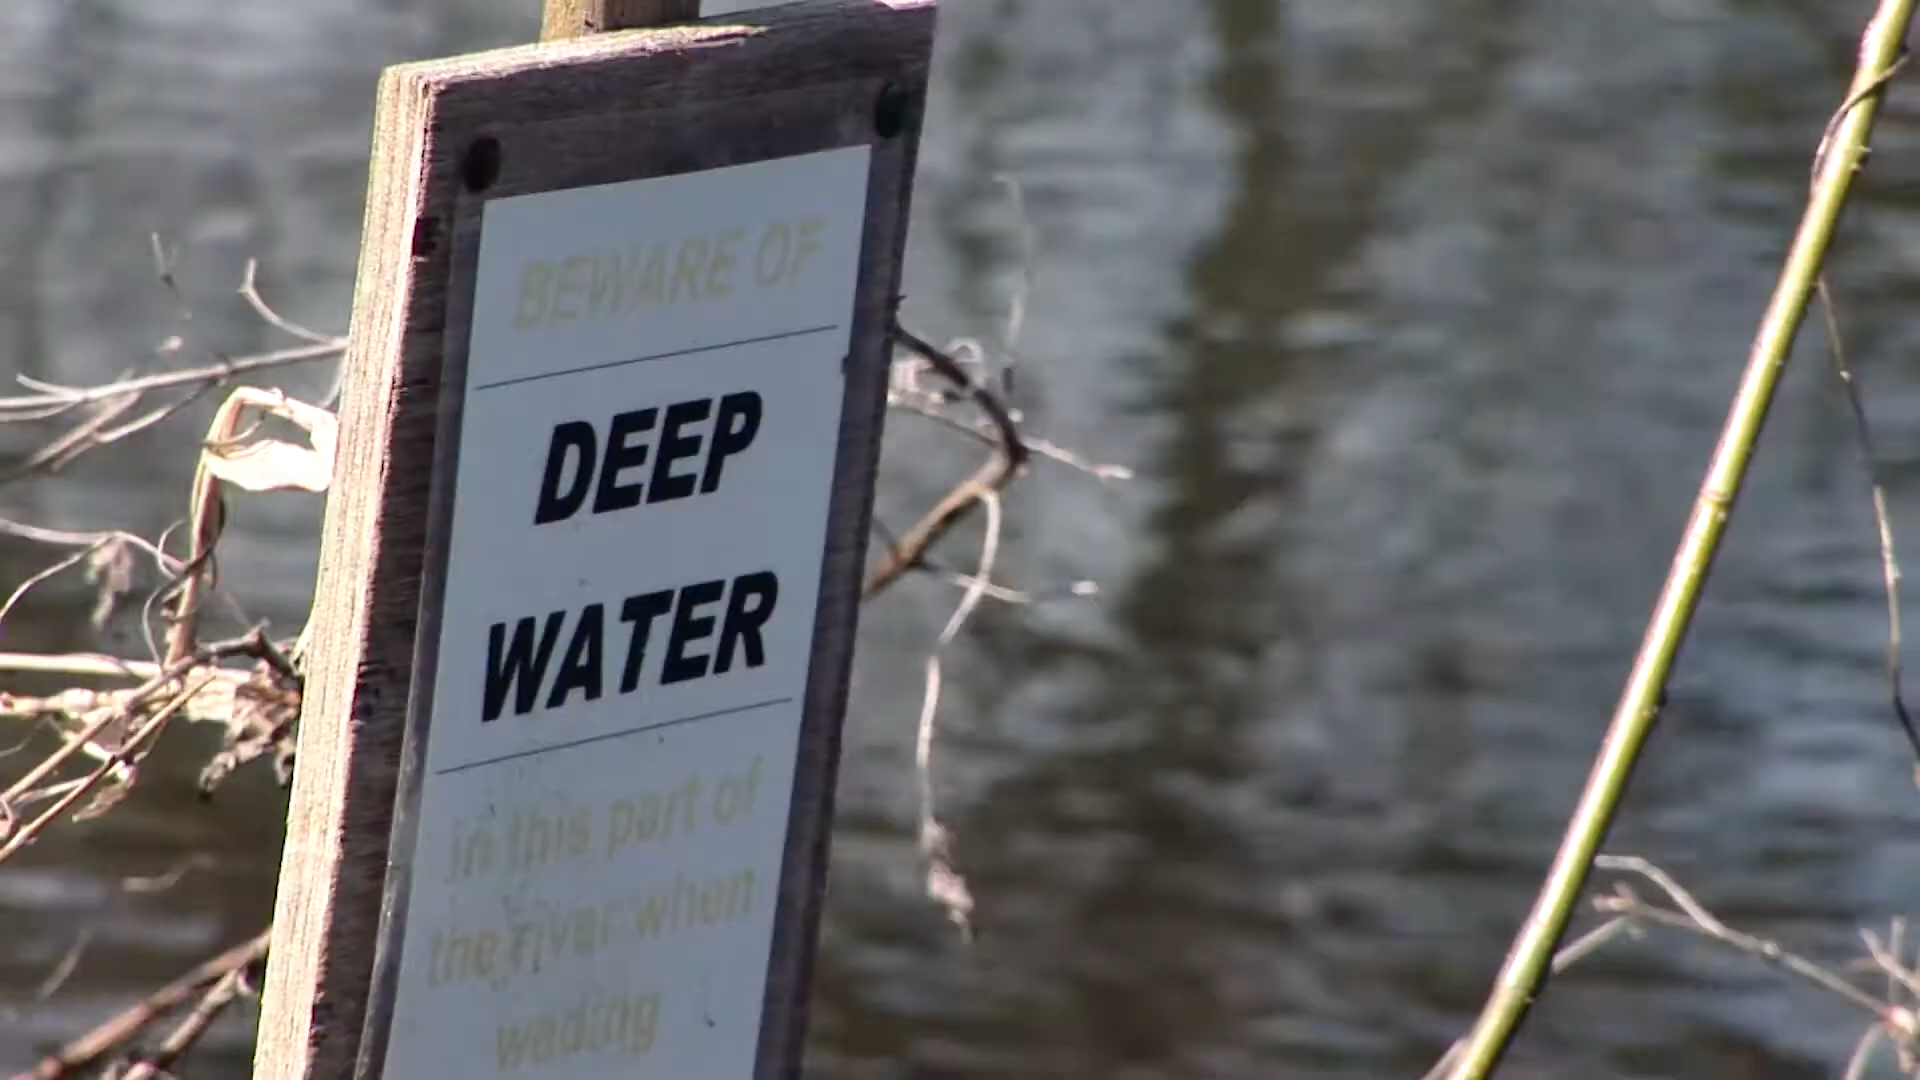 BEWARE OF
DEEP
WATER
in this part of
the river when
wading